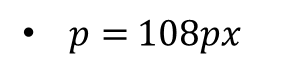 • p = 108px